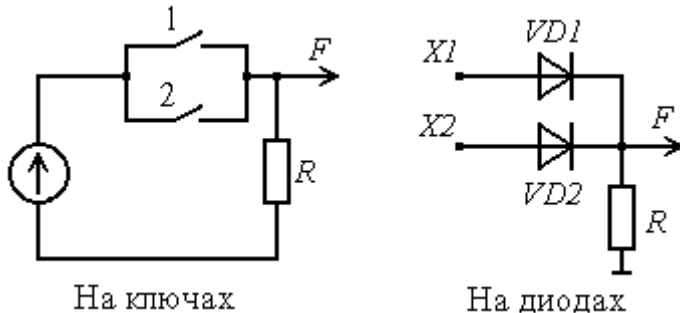 1
2
F
R
На ключах
X1
VD1
X2
VD2
F
R
На диодах